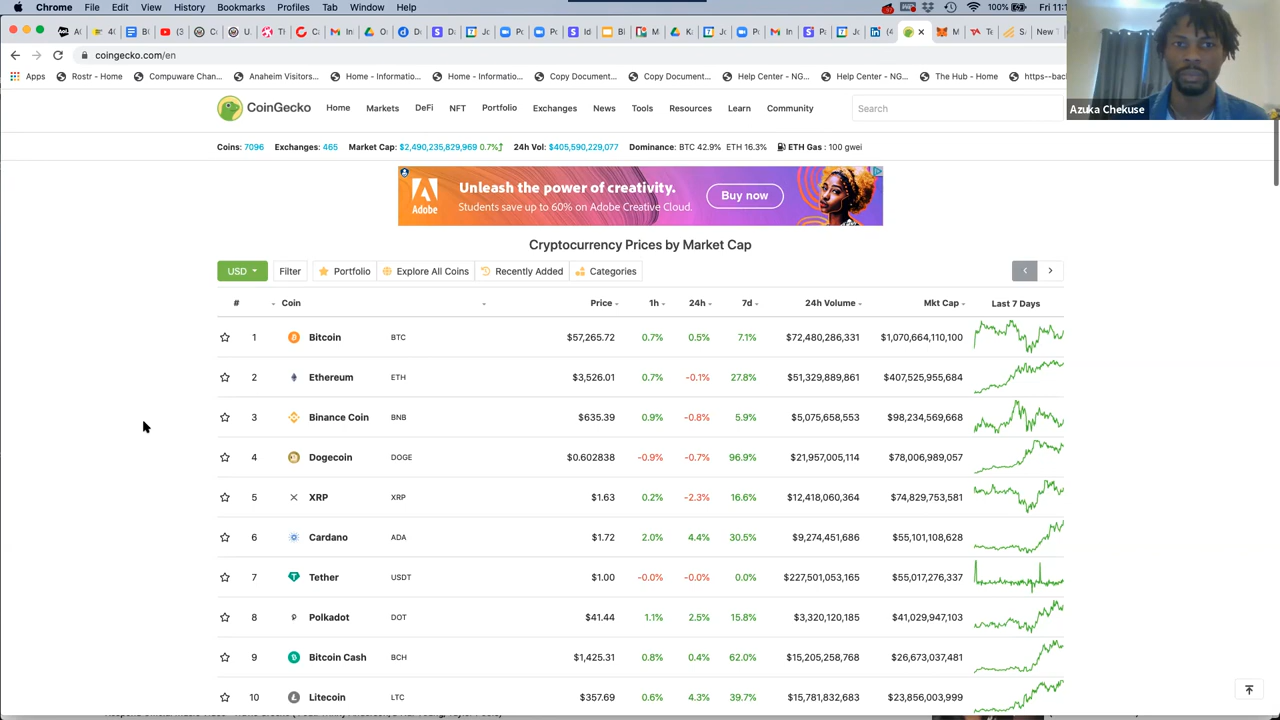 Chrome File Edit View History Bookmarks Profiles Tab Window Help 100% Fri 11:
coingecko.com/en
Apps Rostr - Home Compuware Chan... Anaheim Visitors... Home - Informatio... Home - Informatio... Copy Document... Copy Document... Help Center - NG... Help Center - NG... The Hub - Home https--bac
Azuka Chekuse
CoinGecko Home Markets DeFi NFT Portfolio Exchanges News Tools Resources Learn Community Search
Coins: 7096 Exchanges: 465 Market Cap: $2,490,235,829,969 0.7% 24h Vol: $405,590,229,077 Dominance: BTC 42.9% ETH 16.3% ETH Gas : 100 gwei
Adobe
Unleash the power of creativity.
Students save up to 60% on Adobe Creative Cloud.
Buy now
Cryptocurrency Prices by Market Cap
USD Filter Portfolio Explore All Coins Recently Added Categories
# Coin Price 1h 24h 7d 24h Volume Mkt Cap Last 7 Days
1 Bitcoin BTC $57,265.72 0.7% 0.5% 7.1% $72,480,286,331 $1,070,664,110,100
2 Ethereum ETH $3,526.01 0.7% -0.1% 27.8% $51,329,889,861 $407,525,955,684
3 Binance Coin BNB $635.39 0.9% -0.8% 5.9% $5,075,658,553 $98,234,569,668
4 Dogecoin DOGE $0.602838 -0.9% -0.7% 96.9% $21,957,005,114 $78,006,989,057
5 XRP XRP $1.63 0.2% -2.3% 16.6% $12,418,060,364 $74,829,753,581
6 Cardano ADA $1.72 2.0% 4.4% 30.5% $9,274,451,686 $55,101,108,628
7 Tether USDT $1.00 -0.0% -0.0% 0.0% $227,501,053,165 $55,017,276,337
8 Polkadot DOT $41.44 1.1% 2.5% 15.8% $3,320,120,185 $41,029,947,103
9 Bitcoin Cash BCH $1,425.31 0.8% 0.4% 62.0% $15,205,258,768 $26,673,037,481
10 Litecoin LTC $357.69 0.6% 4.3% 39.7% $15,781,832,683 $23,856,003,999